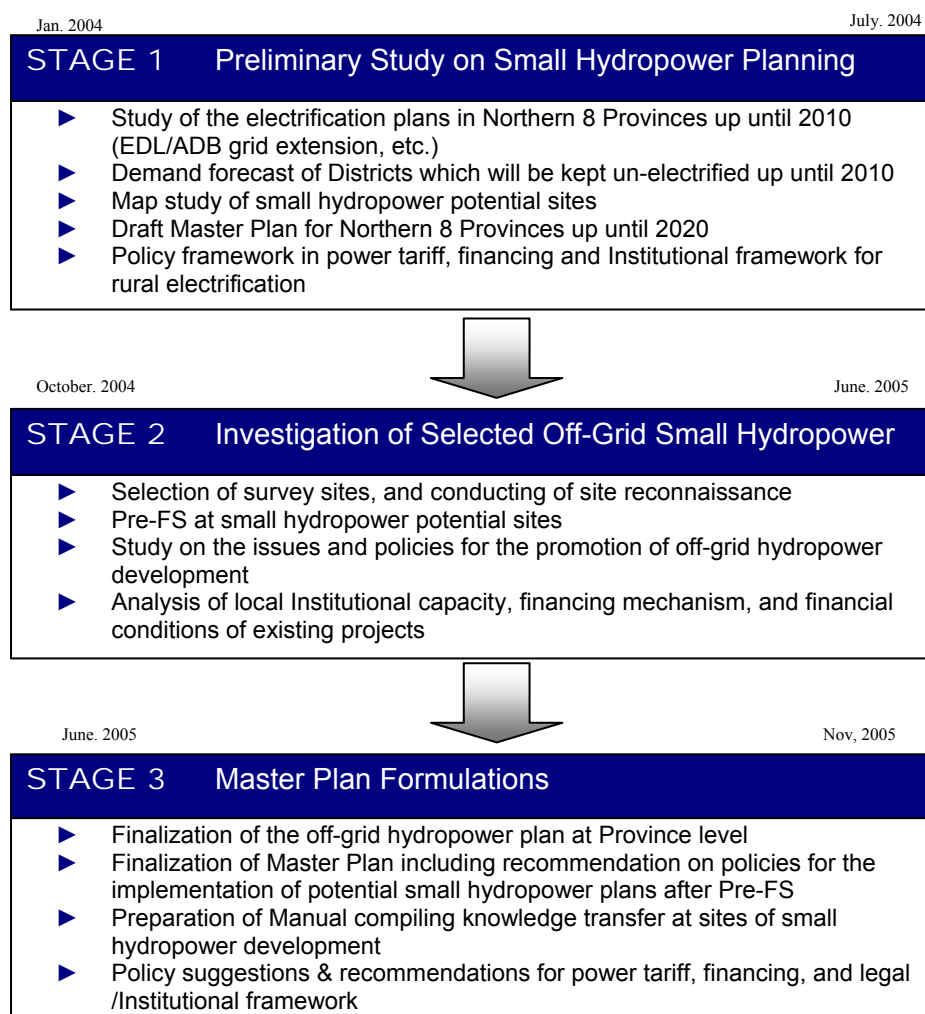 Jan. 2004
July. 2004
STAGE 1 Preliminary Study on Small Hydropower Planning
► Study of the electrification plans in Northern 8 Provinces up until 2010
(EDL/ADB grid extension, etc.)
► Demand forecast of Districts which will be kept un-electrified up until 2010
► Map study of small hydropower potential sites
► Draft Master Plan for Northern 8 Provinces up until 2020
► Policy framework in power tariff, financing and Institutional framework for
rural electrification
October. 2004
June. 2005
STAGE 2 Investigation of Selected Off-Grid Small Hydropower
► Selection of survey sites, and conducting of site reconnaissance
► Pre-FS at small hydropower potential sites
► Study on the issues and policies for the promotion of off-grid hydropower
development
► Analysis of local Institutional capacity, financing mechanism, and financial
conditions of existing projects
June. 2005
Nov, 2005
STAGE 3 Master Plan Formulations
► Finalization of the off-grid hydropower plan at Province level
► Finalization of Master Plan including recommendation on policies for the
implementation of potential small hydropower plans after Pre-FS
► Preparation of Manual compiling knowledge transfer at sites of small
hydropower development
► Policy suggestions & recommendations for power tariff, financing, and legal
/Institutional framework